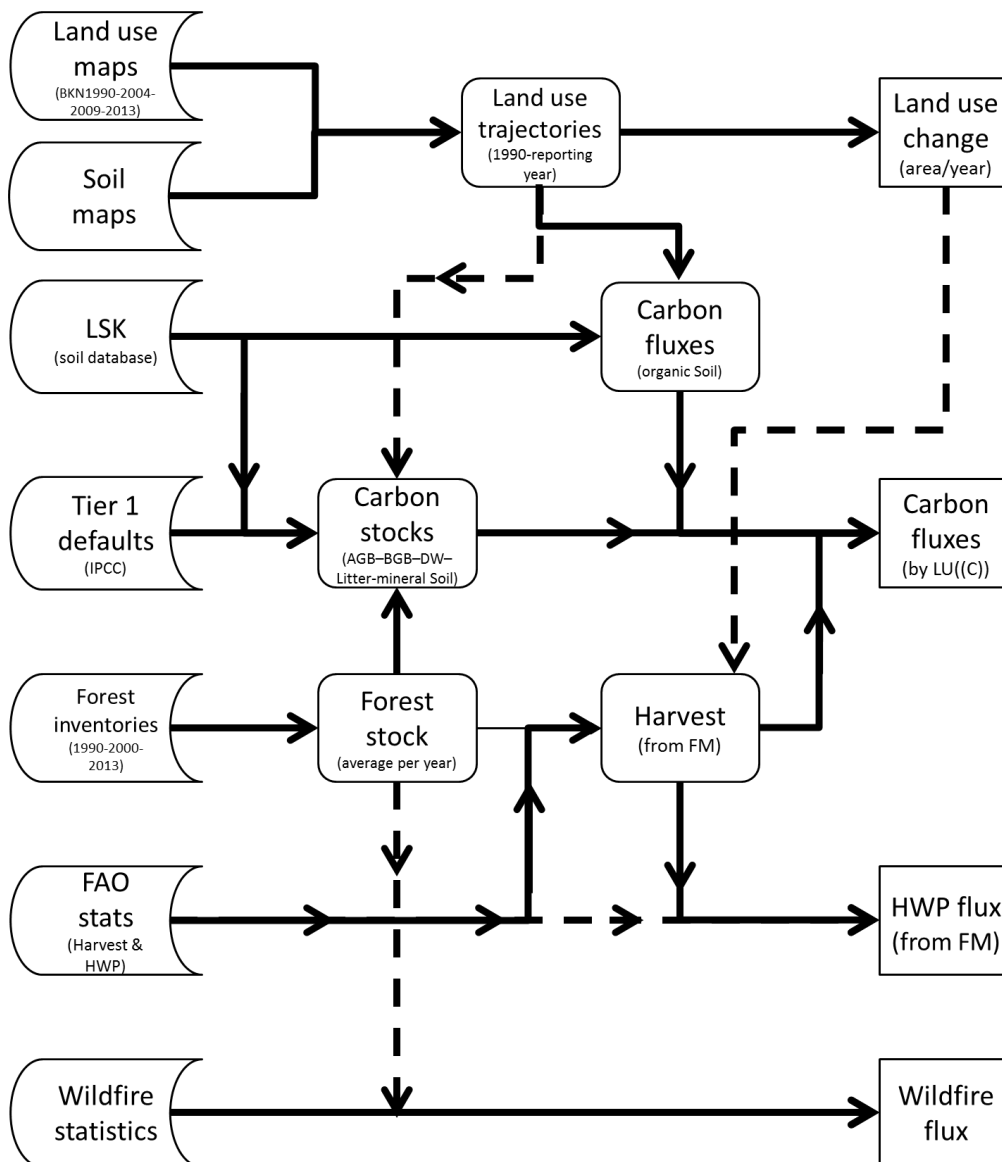 Land use
maps
(BKN1990-2004-
2009-2013)
Land use
trajectories
(1990-reporting
year)
Land use
change
(area/year)
Soil
maps
LSK
(soil database)
Carbon
fluxes
(organic Soil)
Tier 1
defaults
(IPCC)
Carbon
stocks
(AGB–BGB–DW–
Litter-mineral Soil)
Carbon
fluxes
(by LU((C))
Forest
inventories
(1990-2000-
2013)
Forest
stock
(average per year)
Harvest
(from FM)
FAO
stats
(Harvest &
HWP)
HWP flux
(from FM)
Wildfire
statistics
Wildfire
flux